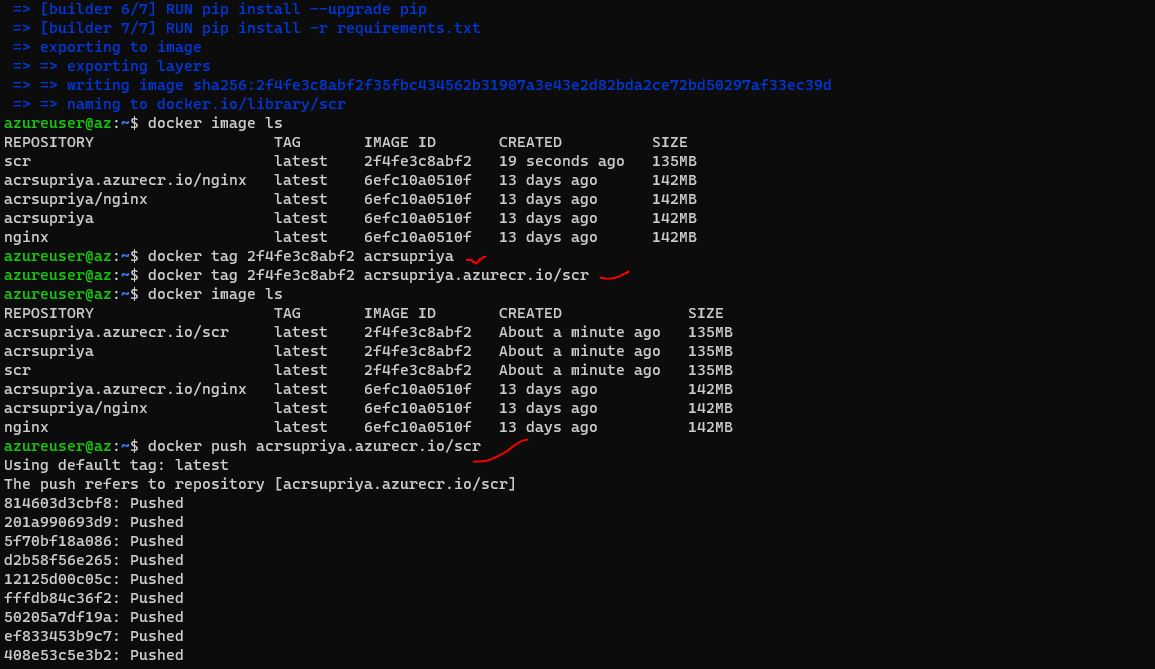 => [builder 6/7] RUN pip install --upgrade pip
=> [builder 7/7] RUN pip install -r requirements.txt
=> exporting to image
=> => exporting layers
=> => writing image sha256:2f4fe3c8abf2f35fbc434562b31907a3e43e2d82bda2ce72bd50297af33ec39d
=> => naming to docker.io/library/scr
azureuser@az:~$ docker image ls
REPOSITORY TAG IMAGE ID CREATED SIZE
scr latest 2f4fe3c8abf2 19 seconds ago 135MB
acrsupriya.azurecr.io/nginx latest 6efc10a0510f 13 days ago 142MB
acrsupriya/nginx latest 6efc10a0510f 13 days ago 142MB
acrsupriya latest 6efc10a0510f 13 days ago 142MB
nginx latest 6efc10a0510f 13 days ago 142MB
azureuser@az:~$ docker tag 2f4fe3c8abf2 acrsupriya
azureuser@az:~$ docker tag 2f4fe3c8abf2 acrsupriya.azurecr.io/scr
azureuser@az:~$ docker image ls
REPOSITORY TAG IMAGE ID CREATED SIZE
acrsupriya.azurecr.io/scr latest 2f4fe3c8abf2 About a minute ago 135MB
acrsupriya latest 2f4fe3c8abf2 About a minute ago 135MB
scr latest 2f4fe3c8abf2 About a minute ago 135MB
acrsupriya.azurecr.io/nginx latest 6efc10a0510f 13 days ago 142MB
acrsupriya/nginx latest 6efc10a0510f 13 days ago 142MB
nginx latest 6efc10a0510f 13 days ago 142MB
azureuser@az:~$ docker push acrsupriya.azurecr.io/scr
Using default tag: latest
The push refers to repository [acrsupriya.azurecr.io/scr]
814603d3cbf8: Pushed
201a990693d9: Pushed
5f70bf18a086: Pushed
d2b58f56e265: Pushed
12125d00c05c: Pushed
fffdb84c36f2: Pushed
50205a7df19a: Pushed
ef833453b9c7: Pushed
408e53c5e3b2: Pushed